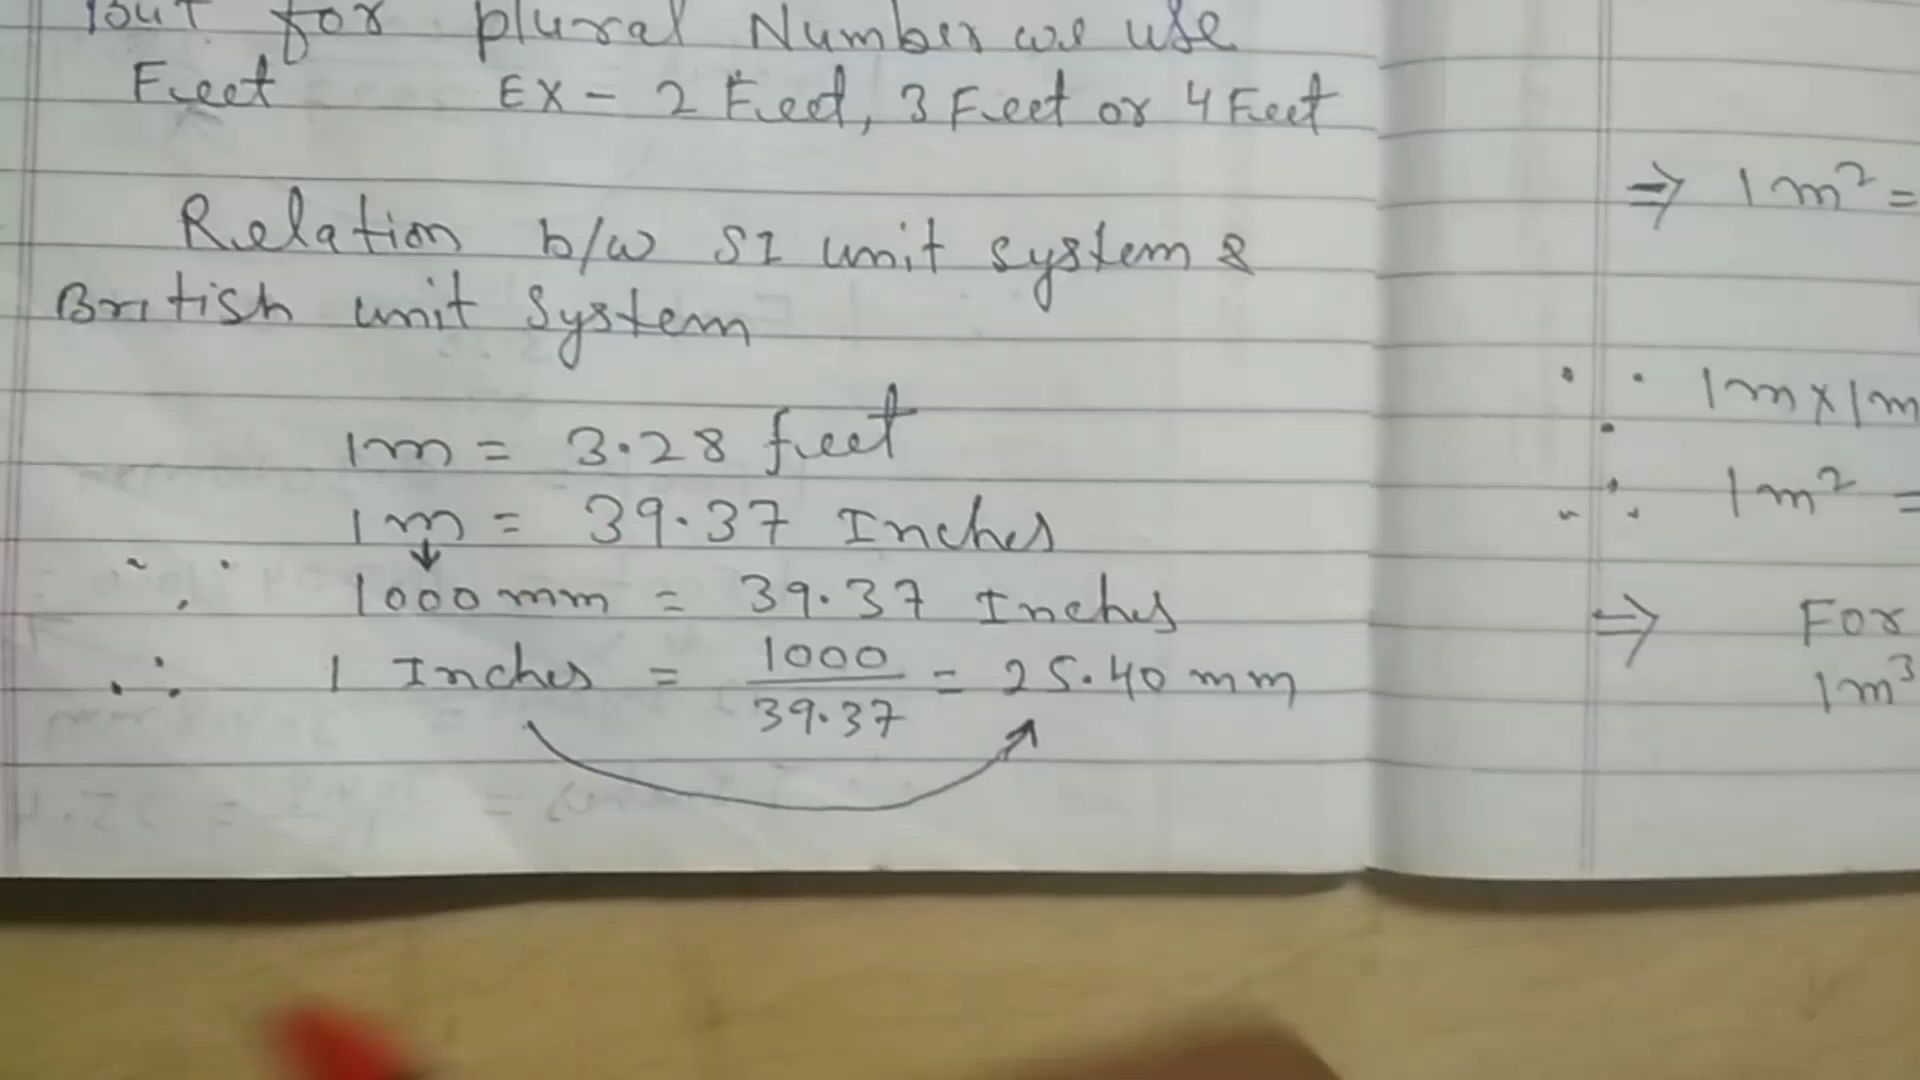 but for plural Number we use
Feet EX - 2 Feet, 3 Feet or 4 Feet
Relation b/w SI unit system &
British unit system
1m = 3.28 feet
1m = 39.37 Inches
∵ 1000mm = 39.37 Inches
∴ 1 Inches = 1000/39.37 = 25.40 mm
⇒ 1m² =
∵ 1m x 1m
∴ 1m² =
⇒ For
1m³